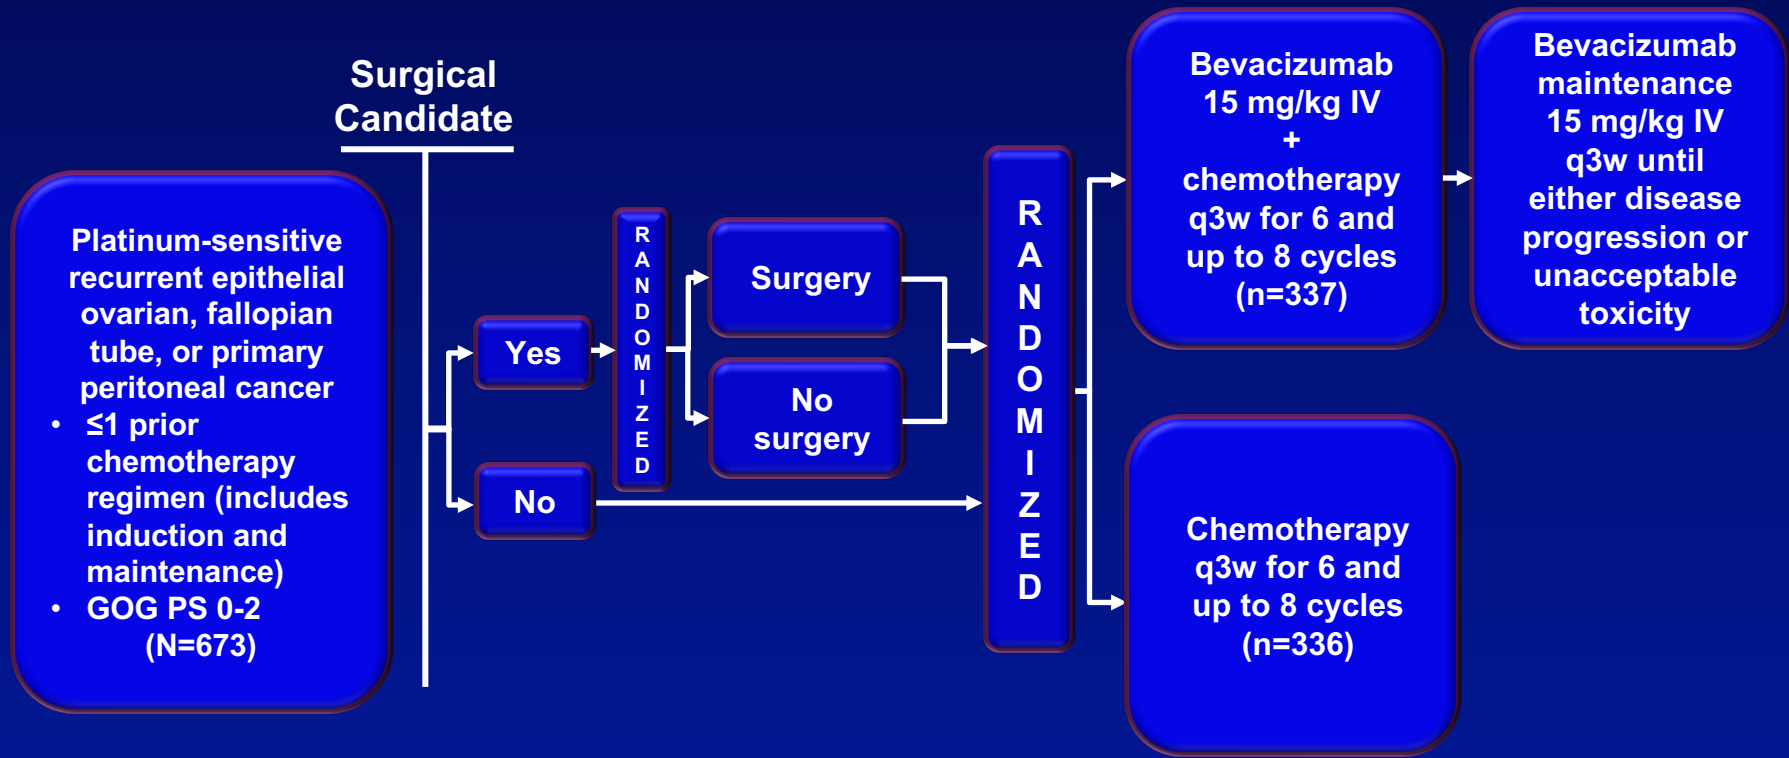 Surgical
Candidate
Platinum-sensitive
recurrent epithelial
ovarian, fallopian
tube, or primary
peritoneal cancer
• ≤1 prior
chemotherapy
regimen (includes
induction and
maintenance)
• GOG PS 0-2
(N=673)
Yes
No
R
A
N
D
O
M
I
Z
E
D
Surgery
No
surgery
R
A
N
D
O
M
I
Z
E
D
Bevacizumab
15 mg/kg IV
+
chemotherapy
q3w for 6 and
up to 8 cycles
(n=337)
Bevacizumab
maintenance
15 mg/kg IV
q3w until
either disease
progression or
unacceptable
toxicity
Chemotherapy
q3w for 6 and
up to 8 cycles
(n=336)